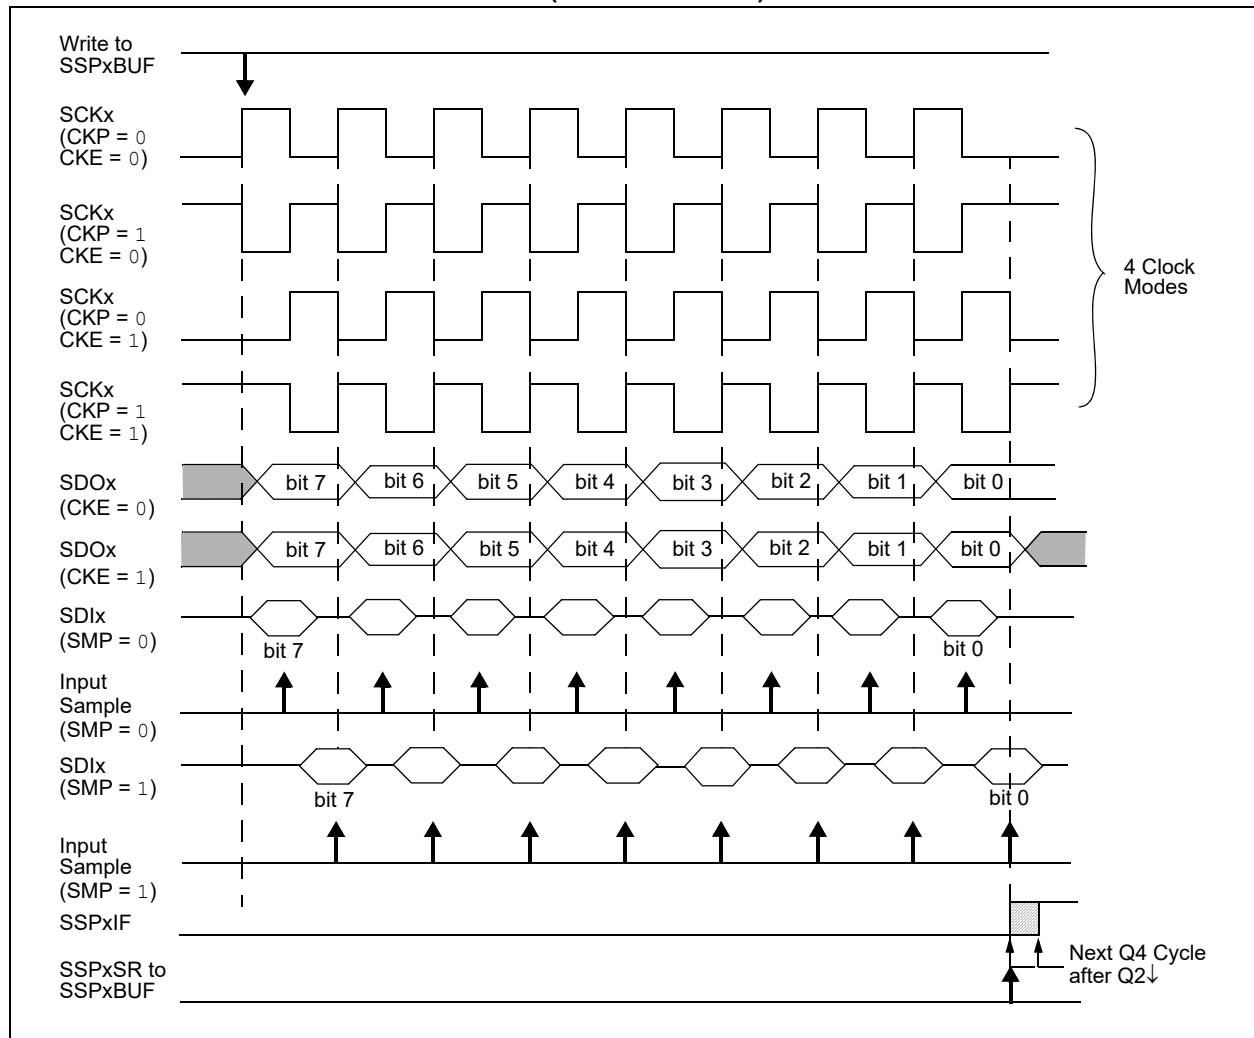 Write to
SSPxBUF
SCKx
(CKP = 0
CKE = 0)
SCKx
(CKP = 1
CKE = 0)
SCKx
(CKP = 0
CKE = 1)
SCKx
(CKP = 1
CKE = 1)
4 Clock
Modes
SDOx
(CKE = 0)
bit 7 bit 6 bit 5 bit 4 bit 3 bit 2 bit 1 bit 0
SDOx
(CKE = 1)
bit 7 bit 6 bit 5 bit 4 bit 3 bit 2 bit 1 bit 0
SDIx
(SMP = 0)
bit 7 bit 0
Input
Sample
(SMP = 0)
SDIx
(SMP = 1)
bit 7 bit 0
Input
Sample
(SMP = 1)
SSPxIF
SSPxSR to
SSPxBUF
Next Q4 Cycle
after Q2↓